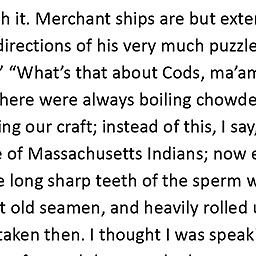 h it. Merchant ships are but exte
directions of his very much puzzle
" "What's that about Cods, ma'am
here were always boiling chowde
ing our craft; instead of this, I say,
e of Massachusetts Indians; now e
e long sharp teeth of the sperm w
t old seamen, and heavily rolled u
taken then. I thought I was speak